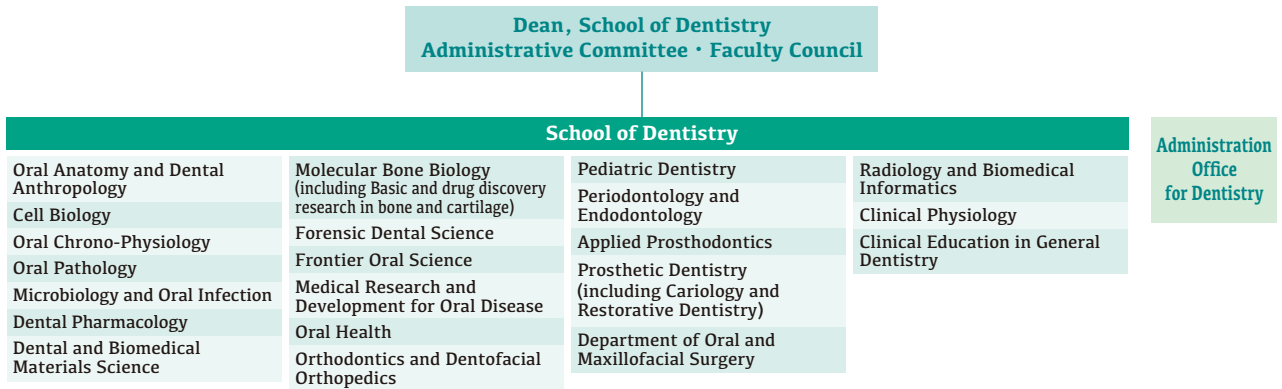 Dean, School of Dentistry
Administrative Committee・Faculty Council
School of Dentistry
Oral Anatomy and Dental
Anthropology
Cell Biology
Oral Chrono-Physiology
Oral Pathology
Microbiology and Oral Infection
Dental Pharmacology
Dental and Biomedical
Materials Science
Molecular Bone Biology
(including Basic and drug discovery
research in bone and cartilage)
Forensic Dental Science
Frontier Oral Science
Medical Research and
Development for Oral Disease
Oral Health
Orthodontics and Dentofacial
Orthopedics
Pediatric Dentistry
Periodontology and
Endodontology
Applied Prosthodontics
Prosthetic Dentistry
(including Cariology and
Restorative Dentistry)
Department of Oral and
Maxillofacial Surgery
Radiology and Biomedical
Informatics
Clinical Physiology
Clinical Education in General
Dentistry
Administration
Office
for Dentistry